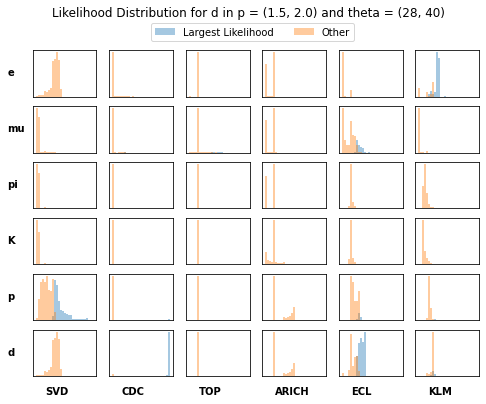 Likelihood Distribution for d in p = (1.5, 2.0) and theta = (28, 40)
Largest Likelihood Other
e
mu
pi
K
p
d
SVD CDC TOP ARICH ECL KLM